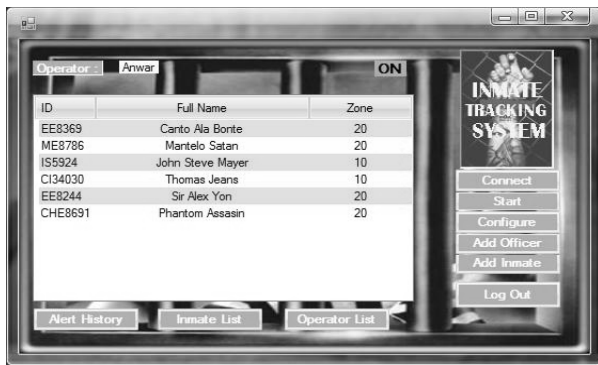 Operator : Anwar ON
ID Full Name Zone
EE8369 Canto Ala Bonte 20
ME8786 Mantelo Satan 20
IS5924 John Steve Mayer 10
CI34030 Thomas Jeans 10
EE8244 Sir Alex Yon 20
CHE8691 Phantom Assasin 20
Alert History Inmate List Operator List
INMATE
TRACKING
SYSTEM
Connect
Start
Configure
Add Officer
Add Inmate
Log Out